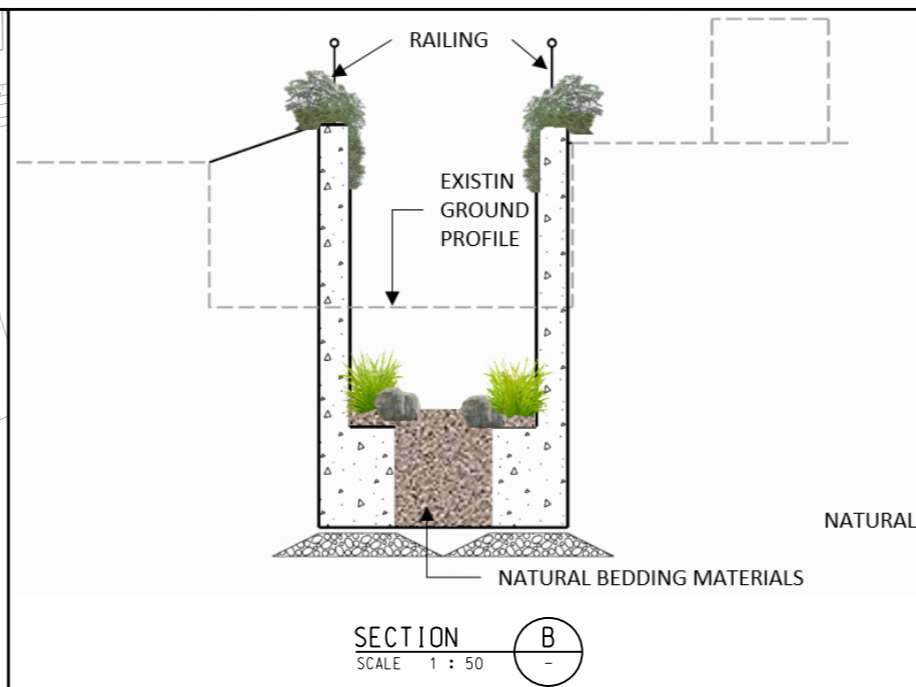 RAILING
EXISTIN
GROUND
PROFILE
NATURAL
NATURAL BEDDING MATERIALS
SECTION B
SCALE 1 : 50 -